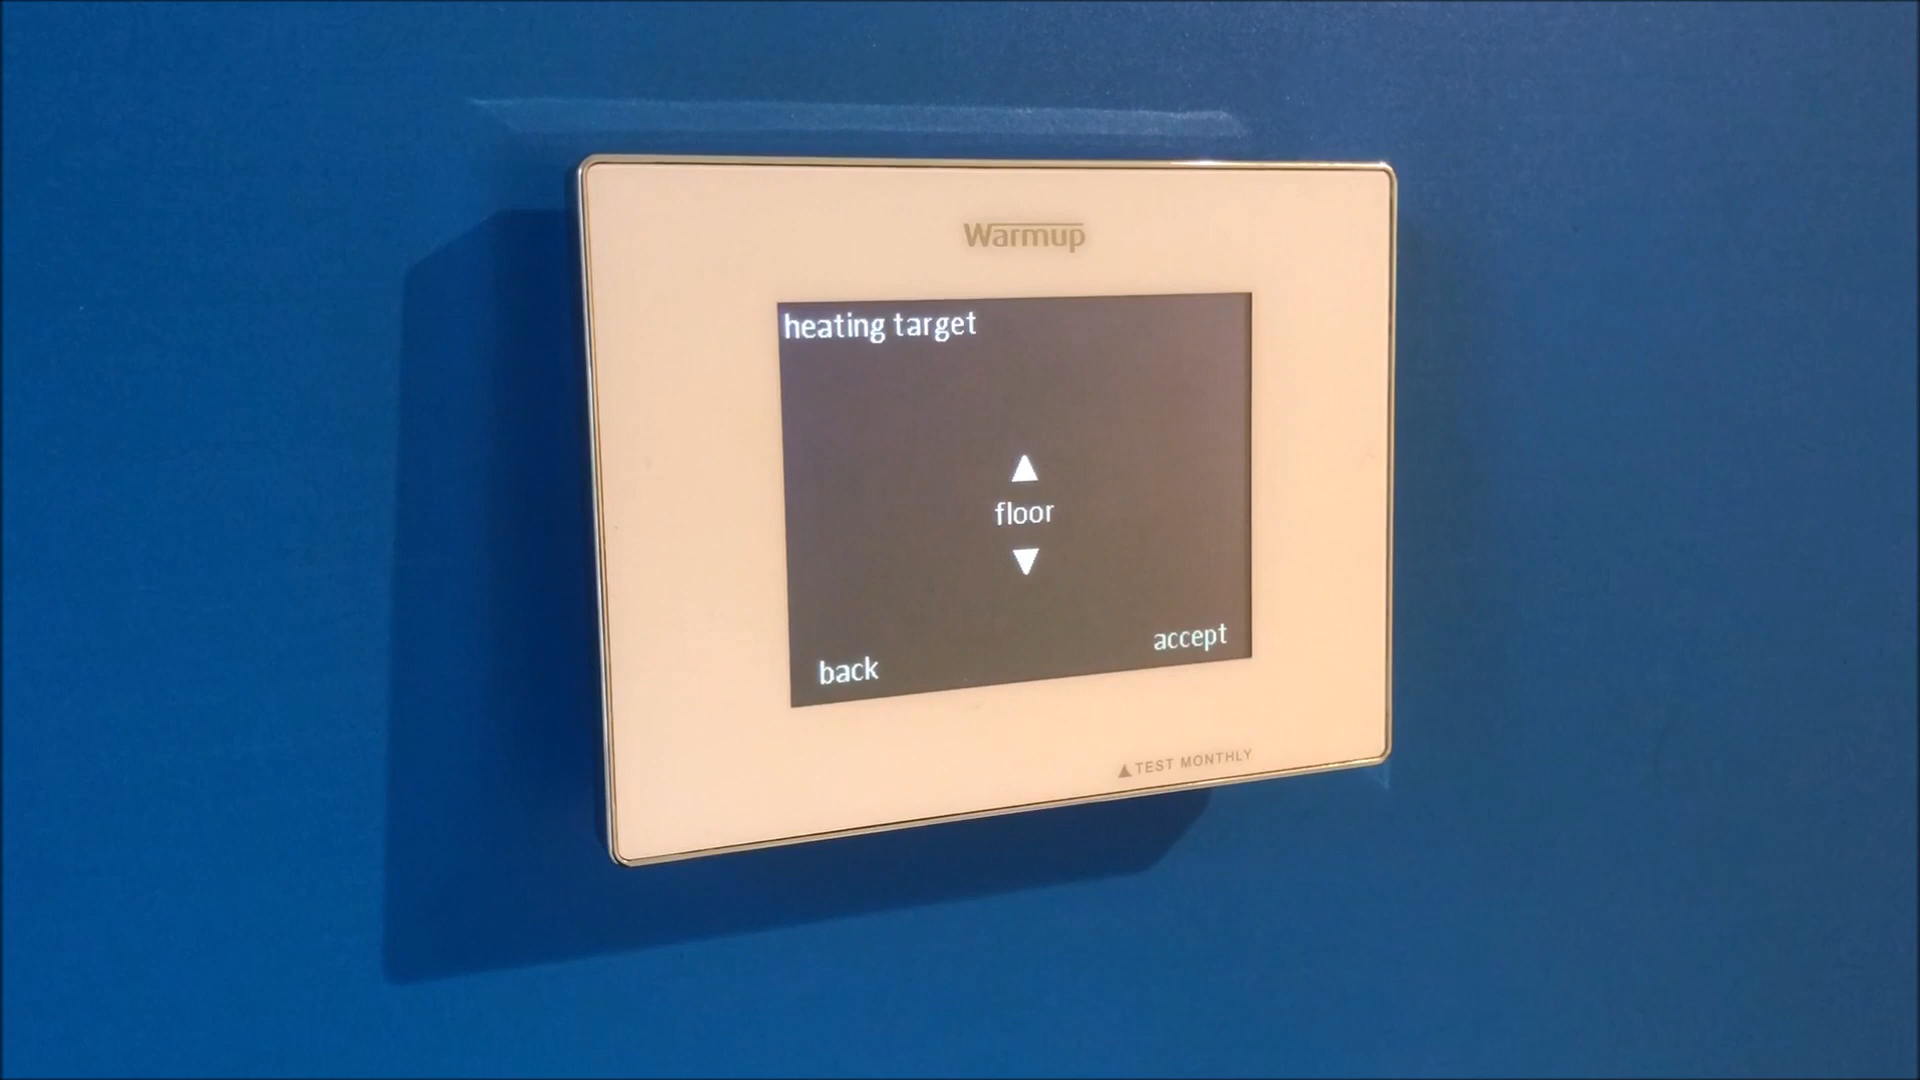 Warmup
heating target
floor
accept
back
TEST MONTHLY